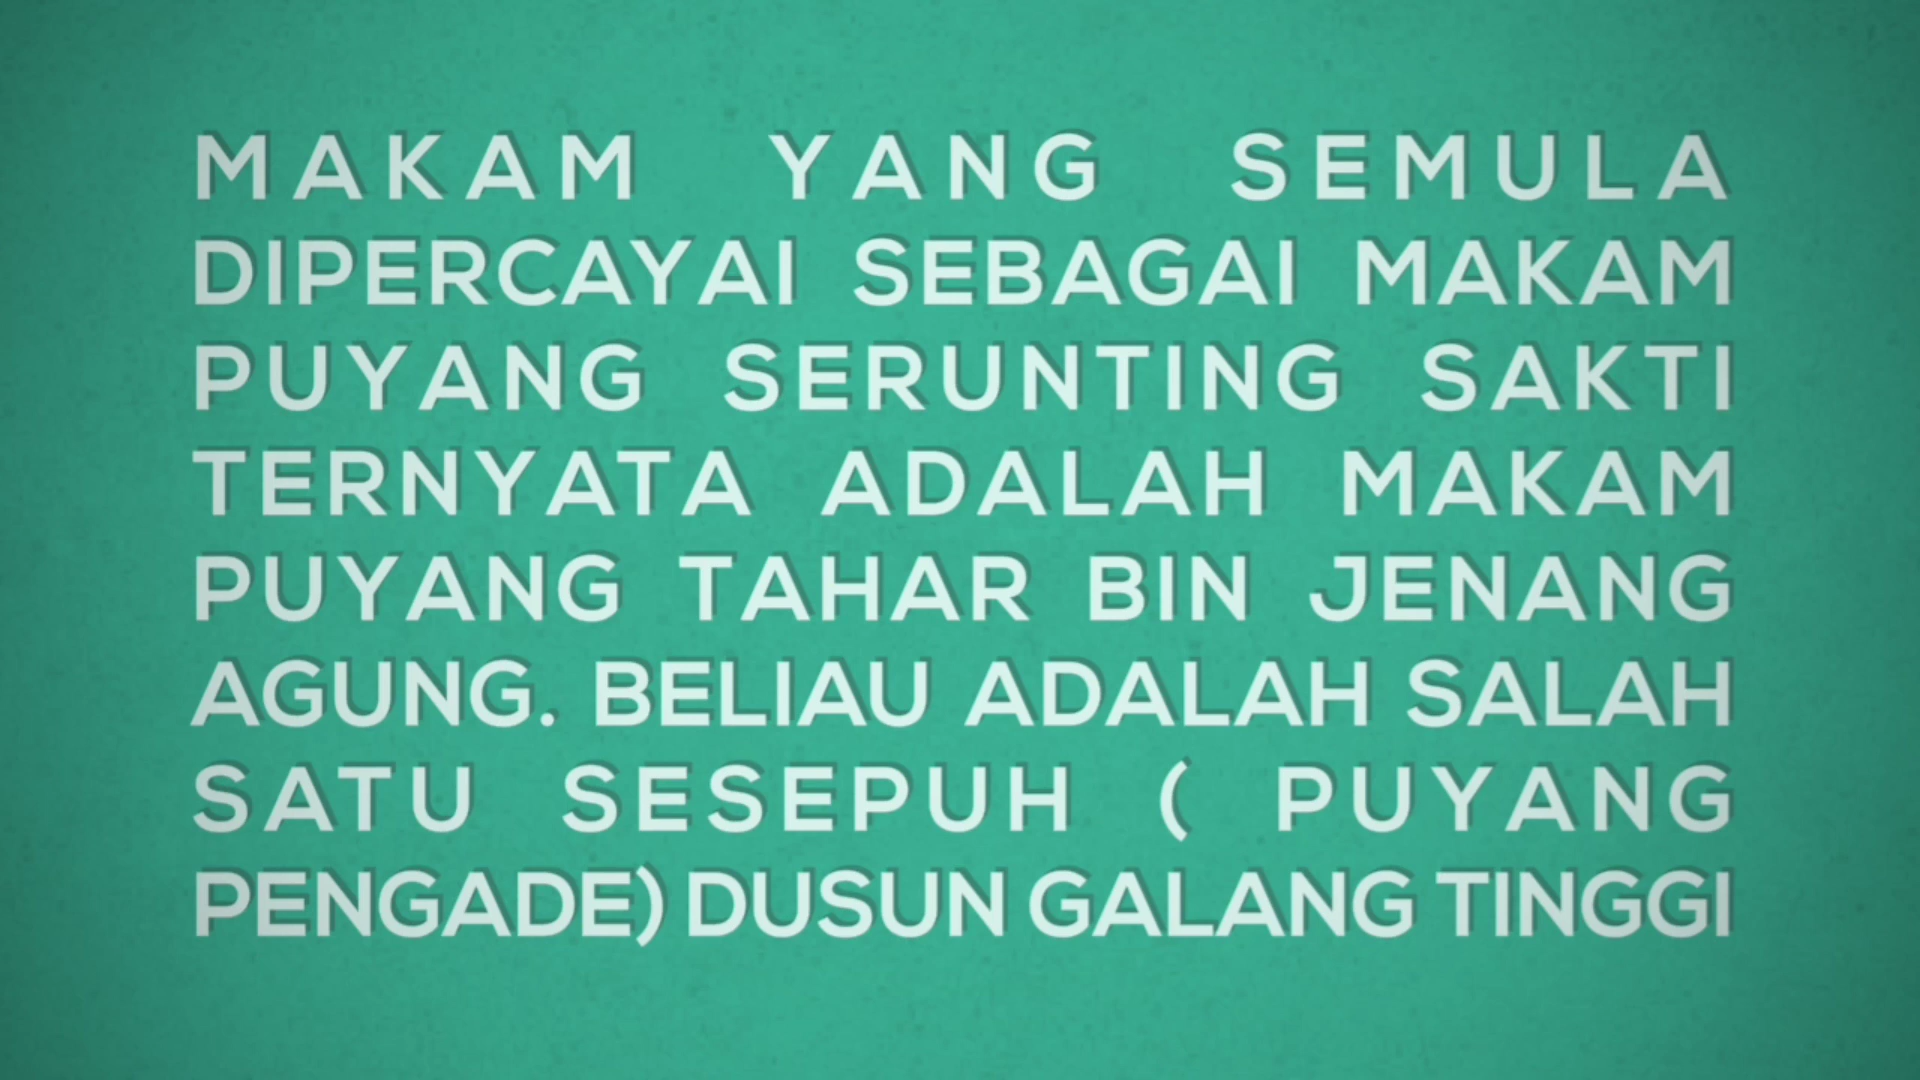 MAKAM YANG SEMULA
DIPERCAYAI SEBAGAI MAKAM
PUYANG SERUNTING SAKTI
TERNYATA ADALAH MAKAM
PUYANG TAHAR BIN JENANG
AGUNG. BELIAU ADALAH SALAH
SATU SESEPUH ( PUYANG
PENGADE) DUSUN GALANG TINGGI